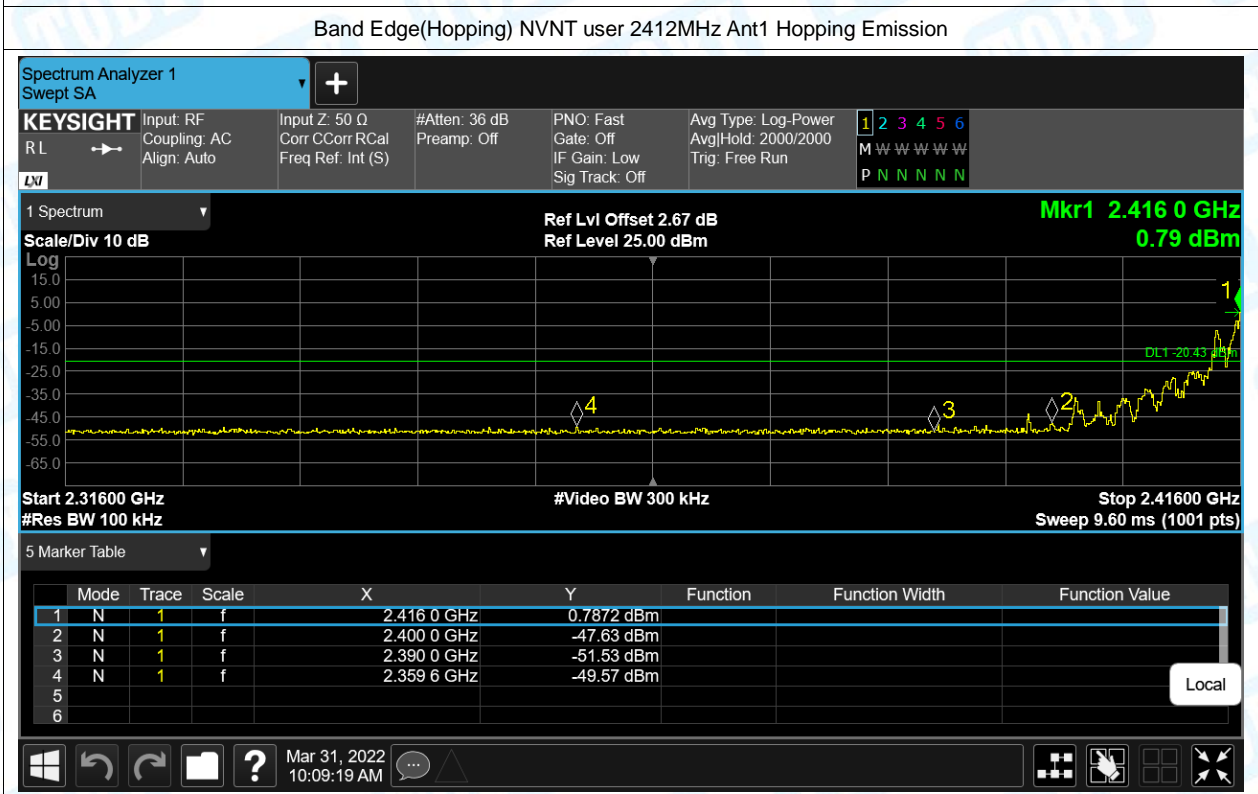 Band Edge(Hopping) NVNT user 2412MHz Ant1 Hopping Emission
Spectrum Analyzer 1
Swept SA
+
KEYSIGHT
RL
LXI
Input: RF
Coupling: AC
Align: Auto
Input Z: 50 Ω
Corr CCorr RCal
Freq Ref: Int (S)
#Atten: 36 dB
Preamp: Off
PNO: Fast
Gate: Off
IF Gain: Low
Sig Track: Off
Avg Type: Log-Power
Avg|Hold: 2000/2000
Trig: Free Run
1 2 3 4 5 6
M W W W W W
P N N N N N
1 Spectrum
Scale/Div 10 dB
Ref Lvl Offset 2.67 dB
Ref Level 25.00 dBm
Mkr1 2.416 0 GHz
0.79 dBm
Log
15.0
5.00
-5.00
-15.0
-25.0
-35.0
-45.0
-55.0
-65.0
1
DL1 -20.43 dBm
4
3
2
Start 2.31600 GHz
#Video BW 300 kHz
Stop 2.41600 GHz
#Res BW 100 kHz
Sweep 9.60 ms (1001 pts)
5 Marker Table
Mode Trace Scale X Y Function Function Width Function Value
1 N 1 f 2.416 0 GHz 0.7872 dBm
2 N 1 f 2.400 0 GHz -47.63 dBm
3 N 1 f 2.390 0 GHz -51.53 dBm
4 N 1 f 2.359 6 GHz -49.57 dBm
5
6
Local
?
Mar 31, 2022
10:09:19 AM